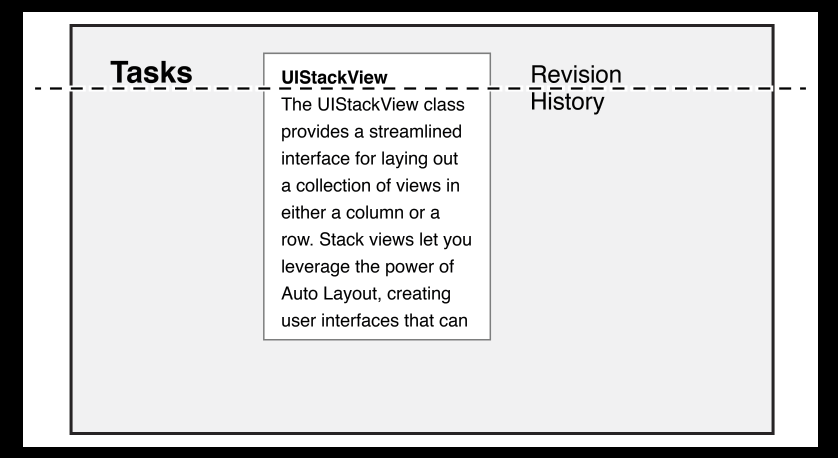 Tasks
UIStackView
The UIStackView class
provides a streamlined
interface for laying out
a collection of views in
either a column or a
row. Stack views let you
leverage the power of
Auto Layout, creating
user interfaces that can
Revision
History